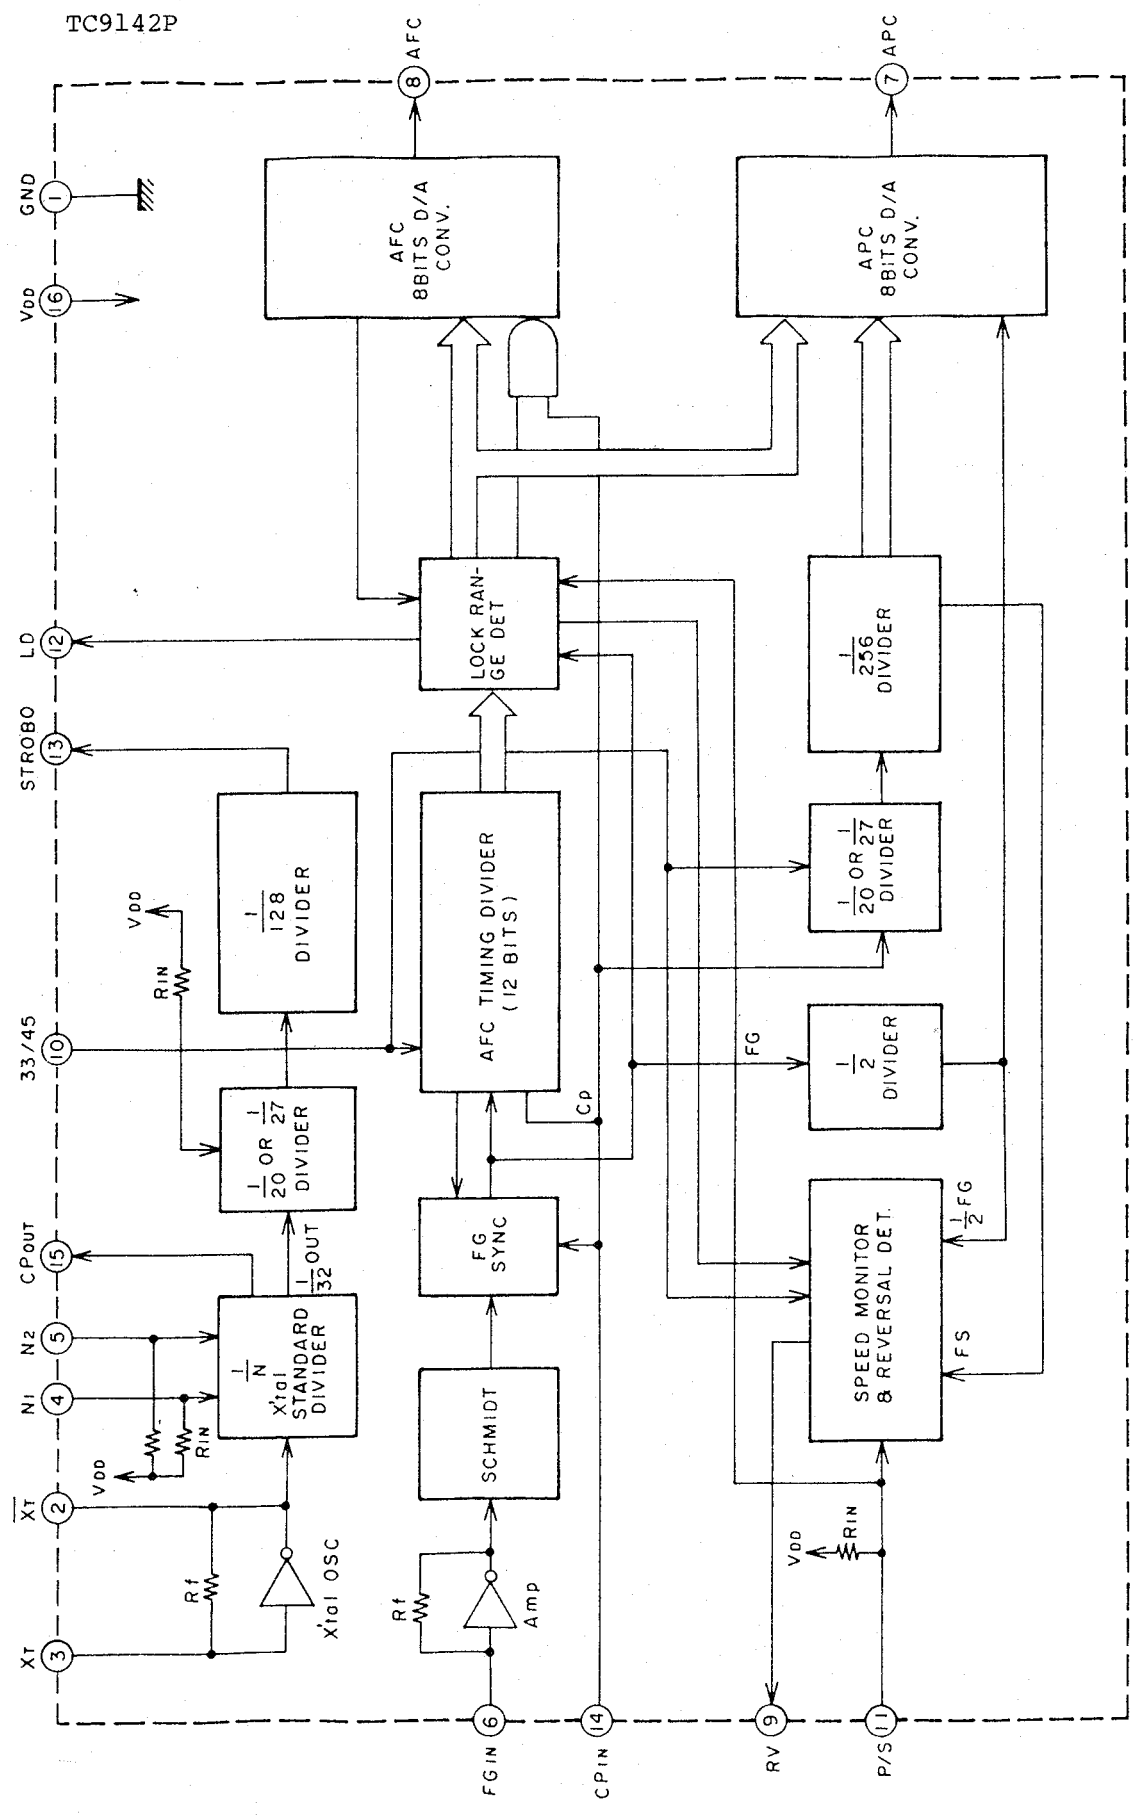 TC9142P
XT
3
XT
2
N1
4
N2
5
CPOUT
15
33/45
10
STROBO
13
LD
12
VDD
16
GND
1
Rf
X'tal OSC
VDD
RIN
1/N
X'tal
STANDARD
DIVIDER
1/32 OUT
1/20 OR 1/27
DIVIDER
RIN
VDD
1/128
DIVIDER
FGIN
6
Rf
Amp
SCHMIDT
FG
SYNC
AFC TIMING DIVIDER
(12 BITS)
LOCK RAN-
GE DET
AFC
8BITS D/A
CONV.
8
AFC
CPIN
14
Cp
FG
RV
9
P/S
11
VDD
RIN
SPEED MONITOR
& REVERSAL DET.
FS
1/2 FG
1/2
DIVIDER
1/20 OR 1/27
DIVIDER
1/256
DIVIDER
APC
8BITS D/A
CONV.
7
APC